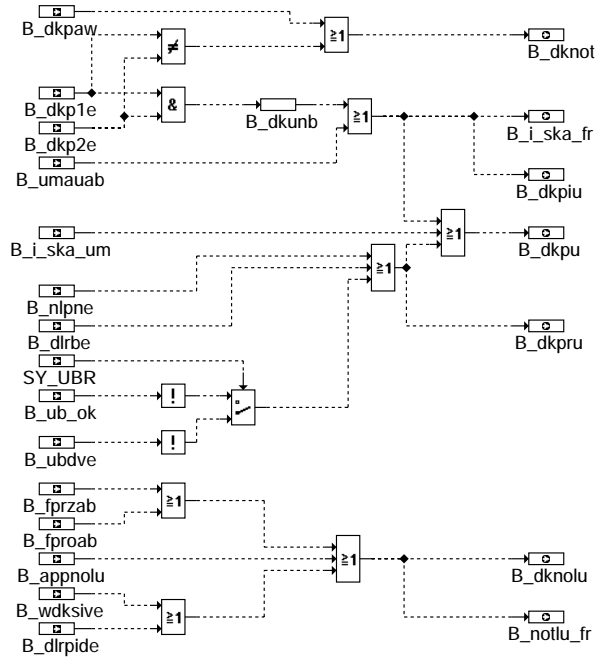 B_dkpaw
≠
≧1
B_dknot
B_dkp1e
&
B_dkunb
≧1
B_i_ska_fr
B_dkp2e
B_umauab
B_dkpiu
≧1
B_i_ska_um
B_dkpu
≧1
B_nlpne
B_dlrbe
B_dkpru
SY_UBR
!
B_ub_ok
!
B_ubdve
B_fprzab
≧1
B_fproab
≧1
B_appnolu
B_dknolu
B_wdksive
≧1
B_dlrpide
B_notlu_fr